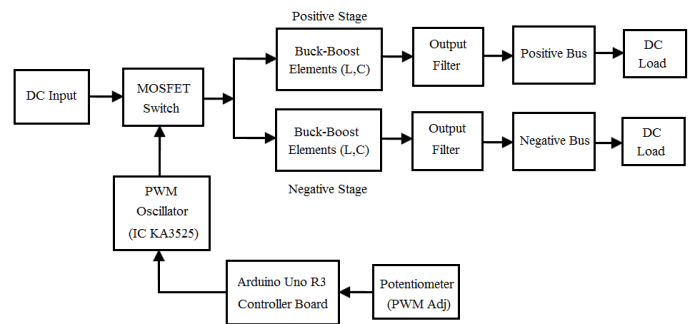 Positive Stage
Buck-Boost
Elements (L,C)
Output
Filter
Positive Bus
DC
Load
DC Input
MOSFET
Switch
Buck-Boost
Elements (L,C)
Output
Filter
Negative Bus
DC
Load
Negative Stage
PWM
Oscillator
(IC KA3525)
Arduino Uno R3
Controller Board
Potentiometer
(PWM Adj)